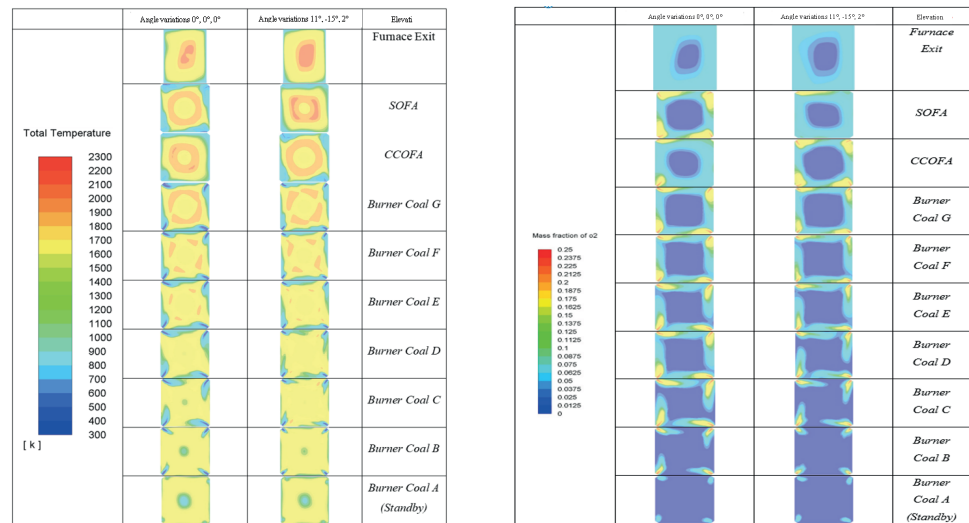 Angle variations 0°, 0°, 0°
Angle variations 11°, -15°, 2°
Elevati
Furnace Exit
SOFA
CCOFA
Burner Coal G
Burner Coal F
Burner Coal E
Burner Coal D
Burner Coal C
Burner Coal B
Burner Coal A
(Standby)
Total Temperature
2300
2200
2100
2000
1900
1800
1700
1600
1500
1400
1300
1200
1100
1000
900
800
700
600
500
400
300
[ k ]
Angle variations 0°, 0°, 0°
Angle variations 11°, -15°, 2°
Elevation
Furnace
Exit
SOFA
CCOFA
Burner
Coal G
Burner
Coal F
Burner
Coal E
Burner
Coal D
Burner
Coal C
Burner
Coal B
Burner
Coal A
(Standby)
Mass fraction of o2
0.25
0.2375
0.225
0.2125
0.2
0.1875
0.175
0.1625
0.15
0.1375
0.125
0.1125
0.1
0.0875
0.075
0.0625
0.05
0.0375
0.025
0.0125
0